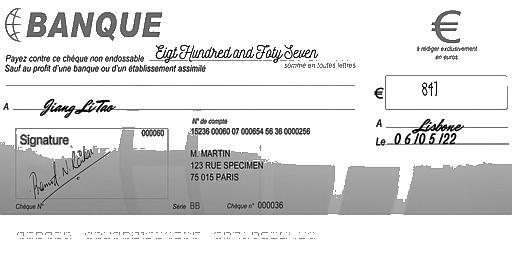 BANQUE
€
à rédiger exclusivement
en euros
Payez contre ce chèque non endossable Eigt Hundred and Foty Seven
Sauf au profit d'une banque ou d'un établissement assimilé
somme en toutes lettres
€ 847
A Jiang Li Tao
A Lisbone
Le 06/05/22
N° de compte
000060 15236 00060 07 000654 56 36 0000256
Signature
M. MARTIN
123 RUE SPECIMEN
75 015 PARIS
Chèque N° Série BB Chèque n° 000036